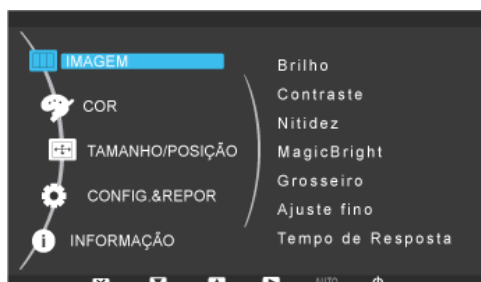 IMAGEM
COR
TAMANHO/POSIÇÃO
CONFIG.&REPOR
INFORMAÇÃO
Brilho
Contraste
Nitidez
MagicBright
Grosseiro
Ajuste fino
Tempo de Resposta
AUTO